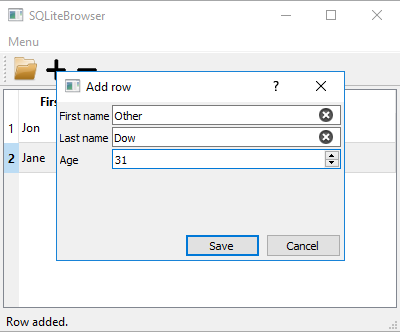 SQLiteBrowser
Menu
Add row
?
First name Other
Last name Dow
Age 31
Save Cancel
Firs
1 Jon
2 Jane
Row added.